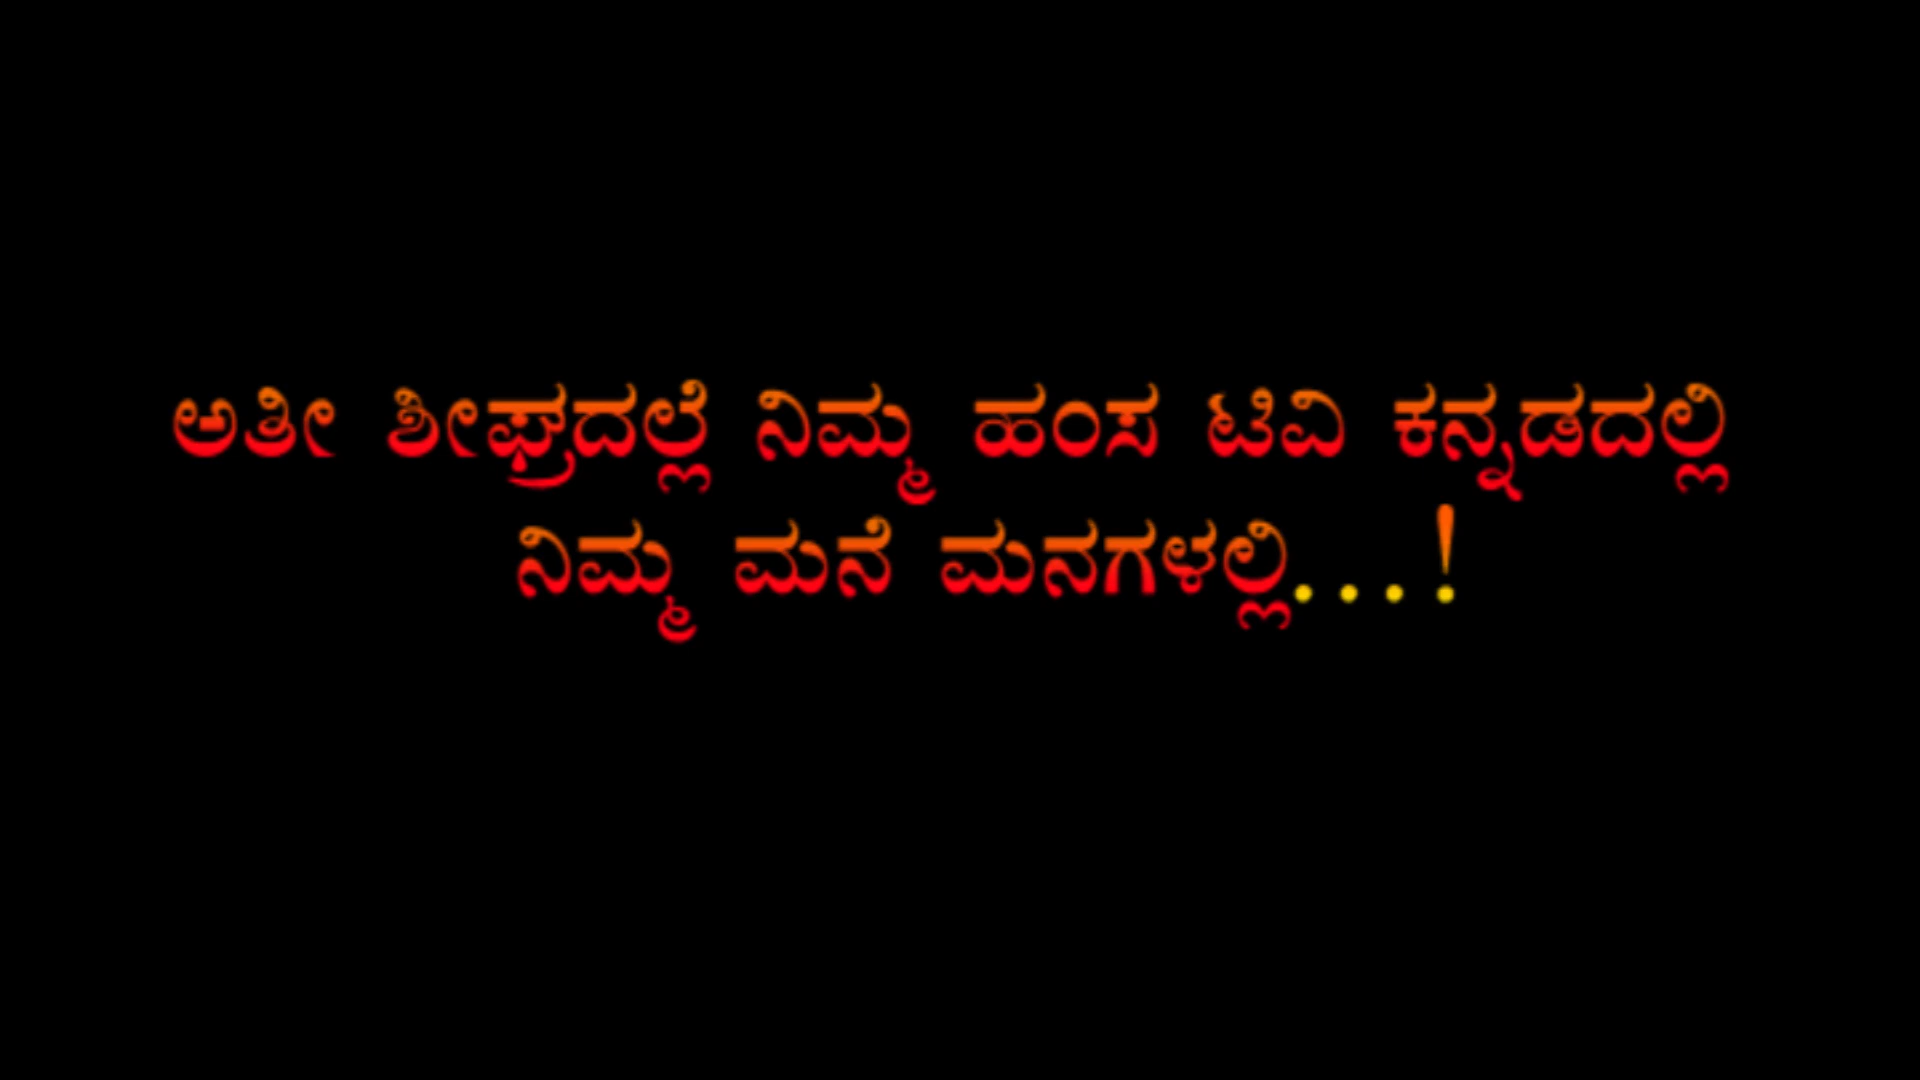 ಅತೀ ಶೀಘ್ರದಲ್ಲೆ ನಿಮ್ಮ ಹಂಸ ಟಿವಿ ಕನ್ನಡದಲ್ಲಿ
ನಿಮ್ಮ ಮನೆ ಮನಗಳಲ್ಲಿ...!